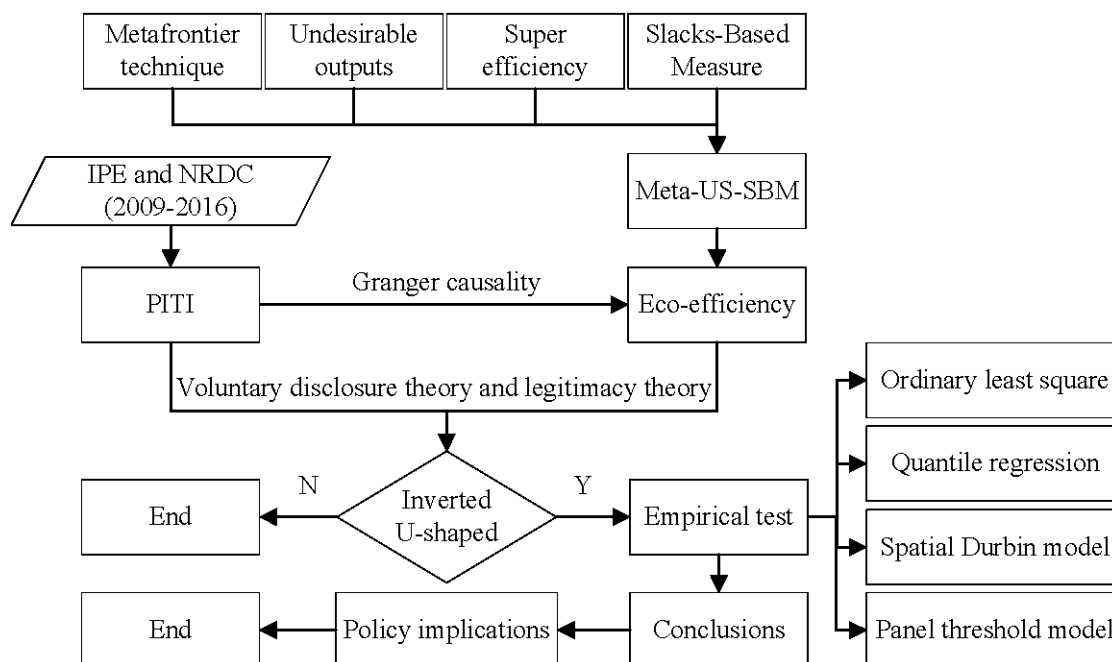 Metafrontier
technique
Undesirable
outputs
Super
efficiency
Slacks-Based
Measure
IPE and NRDC
(2009-2016)
Meta-US-SBM
PITI
Granger causality
Eco-efficiency
Voluntary disclosure theory and legitimacy theory
Ordinary least square
Quantile regression
N
Inverted
U-shaped
Y
End
Empirical test
Spatial Durbin model
End
Policy implications
Conclusions
Panel threshold model